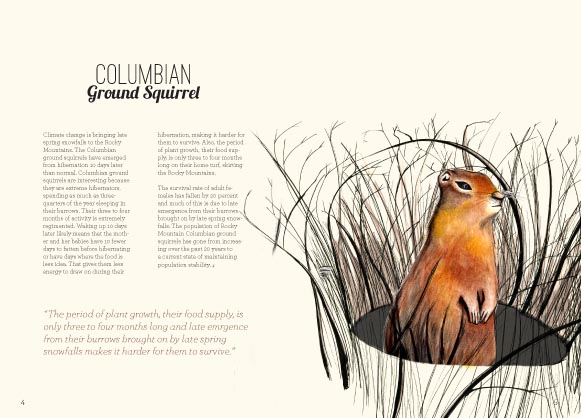 COLUMBIAN
Ground Squirrel
Climate change is bringing late
spring snowfalls to the Rocky
Mountains. The Columbian
ground squirrels have emerged
from hibernation 10 days later
than normal. Columbian ground
squirrels are interesting because
they are extreme hibernators,
spending as much as three-
quarters of the year sleeping in
their burrows. Their three to four
months of activity is extremely
regimented. Waking up 10 days
later likely means that the moth-
er and her babies have 10 fewer
days to fatten before hibernating
or have days where the food is
less idea. That gives them less
energy to draw on during their
hibernation, making it harder for
them to survive. Also, the period
of plant growth, their food sup-
ply, is only three to four months
long on their home turf, skirting
the Rocky Mountains.
The survival rate of adult fe-
males has fallen by 20 percent
and much of this is due to late
emergence from their burrows
brought on by late spring snow-
falls. The population of Rocky
Mountain Columbian ground
squirrels has gone from increas-
ing over the past 20 years to
a current state of maintaining
population stability.
"The period of plant growth, their food supply, is
only three to four months long and late emrgence
from their burrows brought on by late spring
snowfalls makes it harder for them to survive."
4